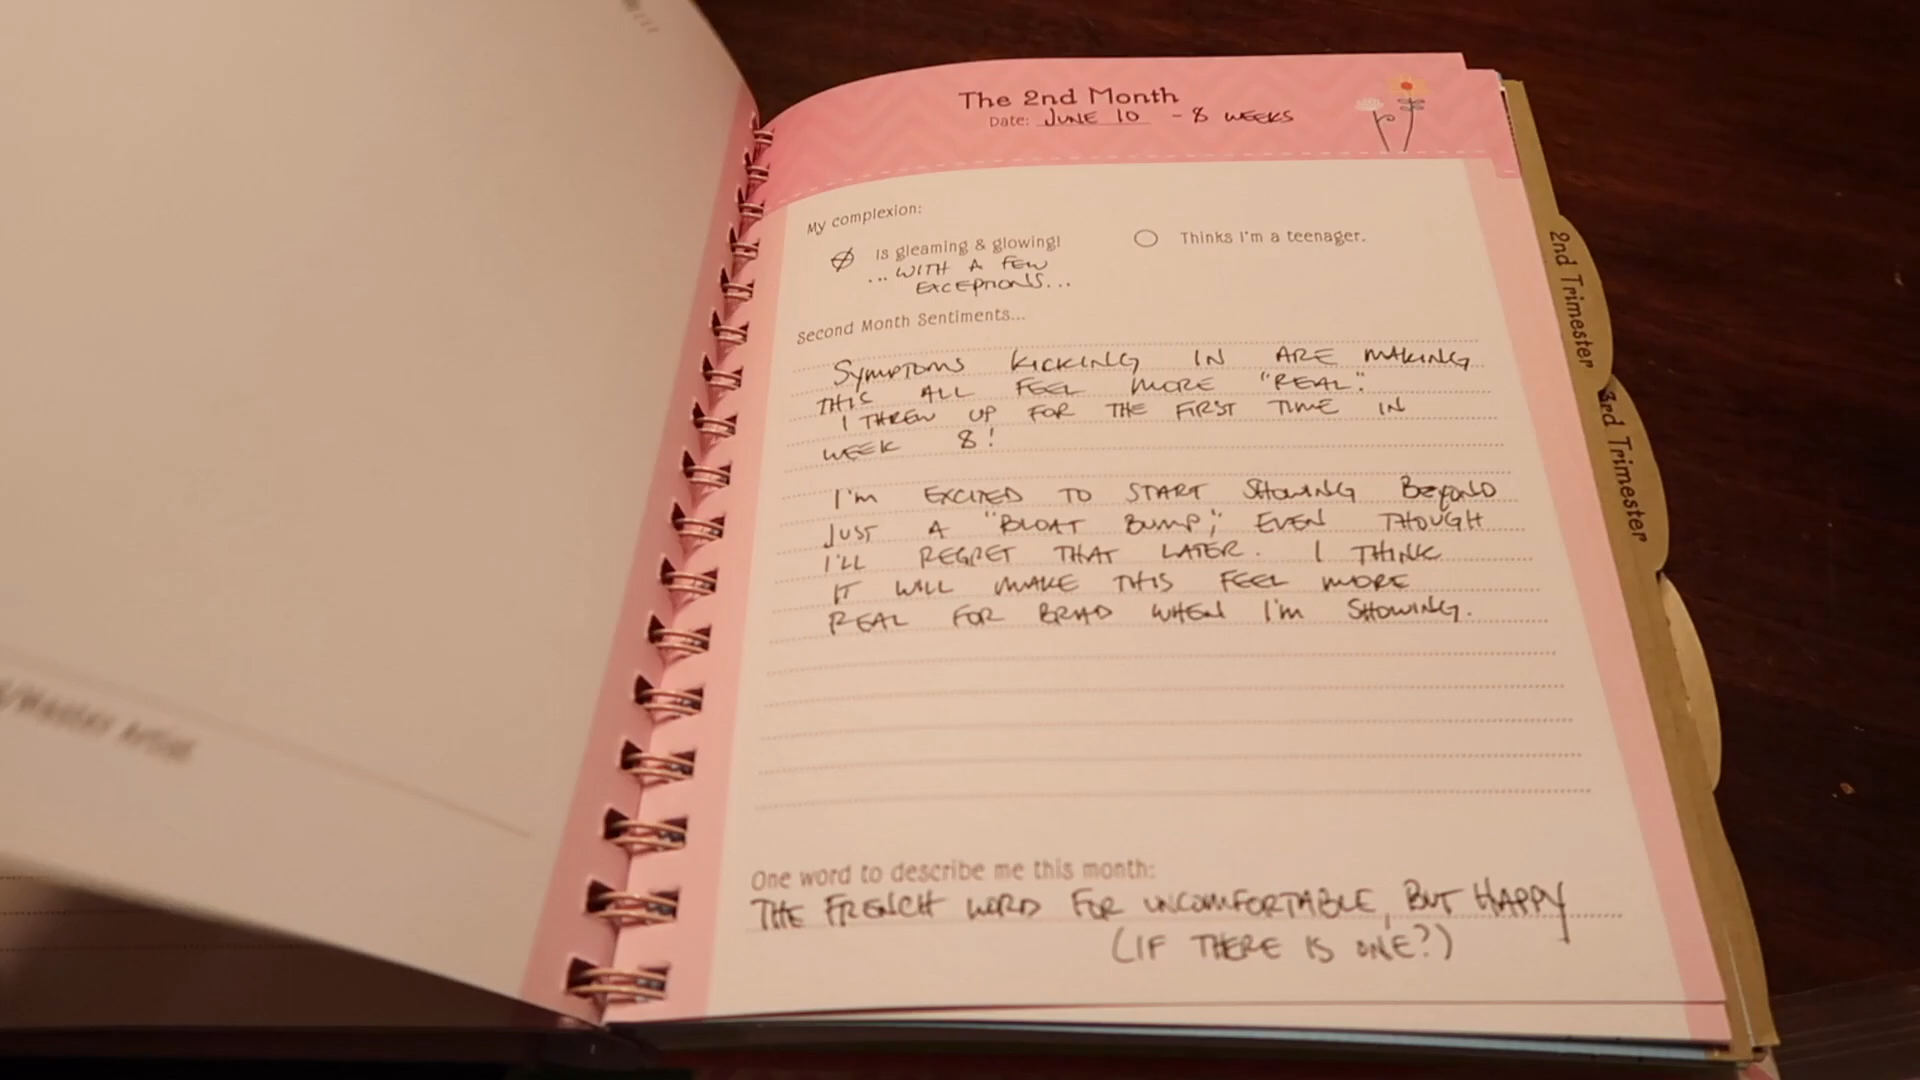 The 2nd Month
Date: JUNE 10 - 8 WEEKS
My complexion:
Is gleaming & glowing!
Thinks I'm a teenager.
... WITH A FEW
EXCEPTIONS...
Second Month Sentiments...
SYMPTOMS KICKING IN ARE MAKING
THIS ALL FEEL MORE "REAL".
I THREW UP FOR THE FIRST TIME IN
WEEK 8!
I'm EXCITED TO START SHOWING BEYOND
JUST A "BLOAT BUMP," EVEN THOUGH
I'LL REGRET THAT LATER. I THINK
IT WILL MAKE THIS FEEL MORE
REAL FOR BRAD WHEN I'm SHOWING.
One word to describe me this month:
THE FRENCH WORD FOR UNCOMFORTABLE, BUT HAPPY
(IF THERE IS ONE?)
2nd Trimester
3rd Trimester